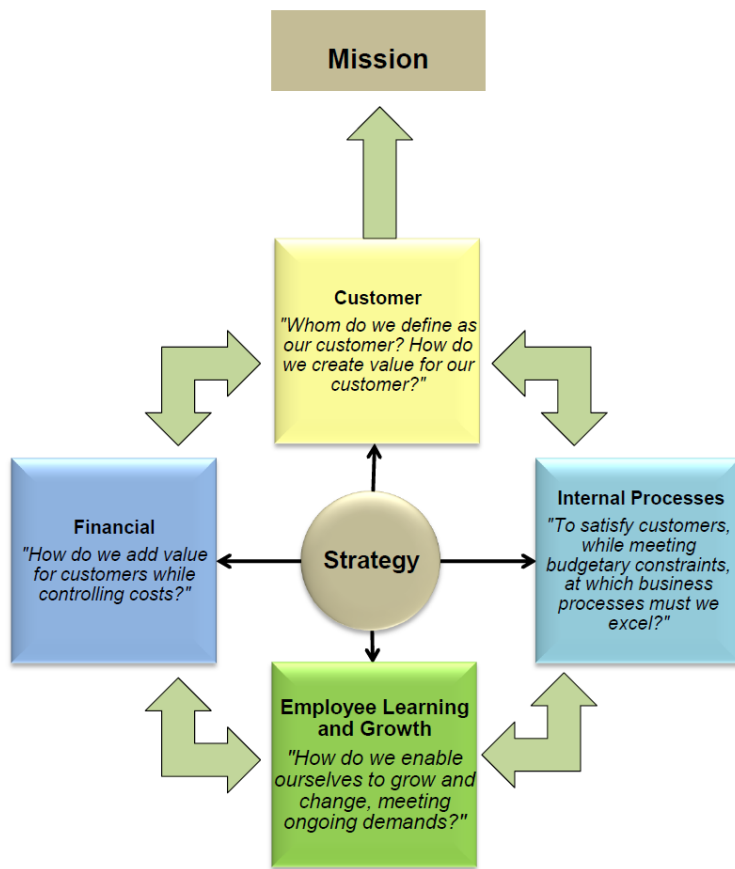 Mission
Customer
"Whom do we define as
our customer? How do
we create value for our
customer?"
Financial
"How do we add value
for customers while
controlling costs?"
Strategy
Internal Processes
"To satisfy customers,
while meeting
budgetary constraints,
at which business
processes must we
excel?"
Employee Learning
and Growth
"How do we enable
ourselves to grow and
change, meeting
ongoing demands?"